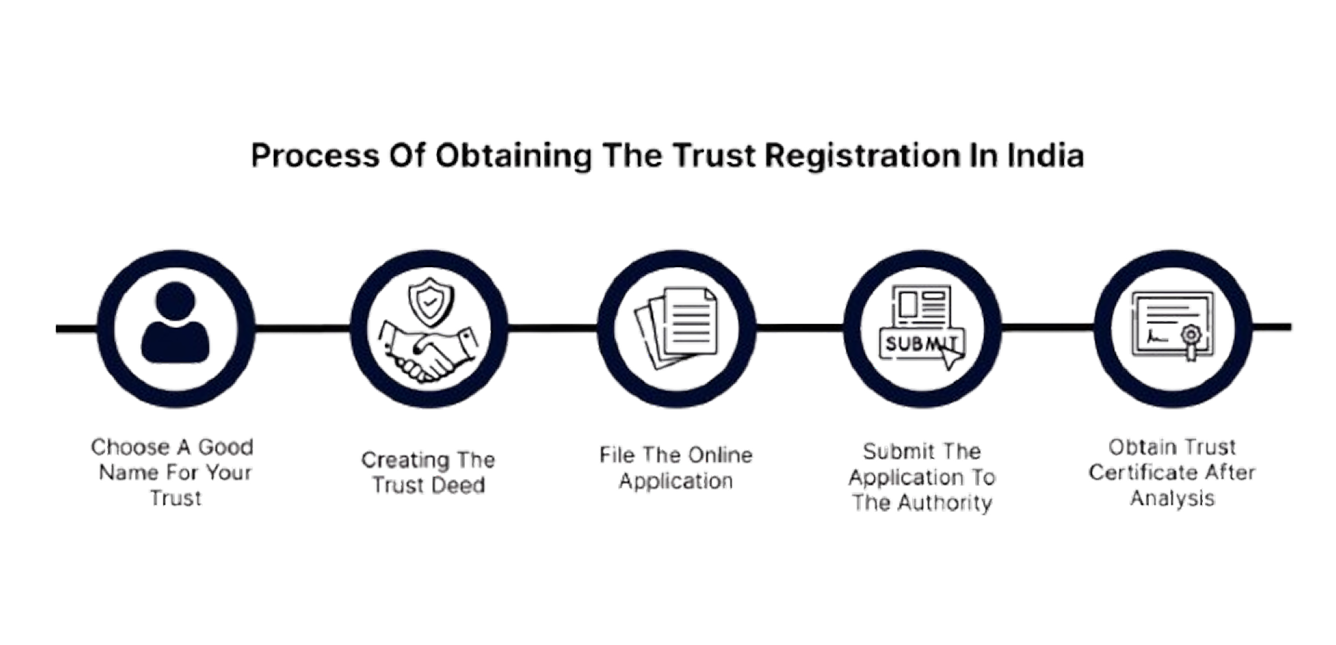 Process Of Obtaining The Trust Registration In India
SUBMIT
Choose A Good
Name For Your
Trust
Creating The
Trust Deed
File The Online
Application
Submit The
Application To
The Authority
Obtain Trust
Certificate After
Analysis